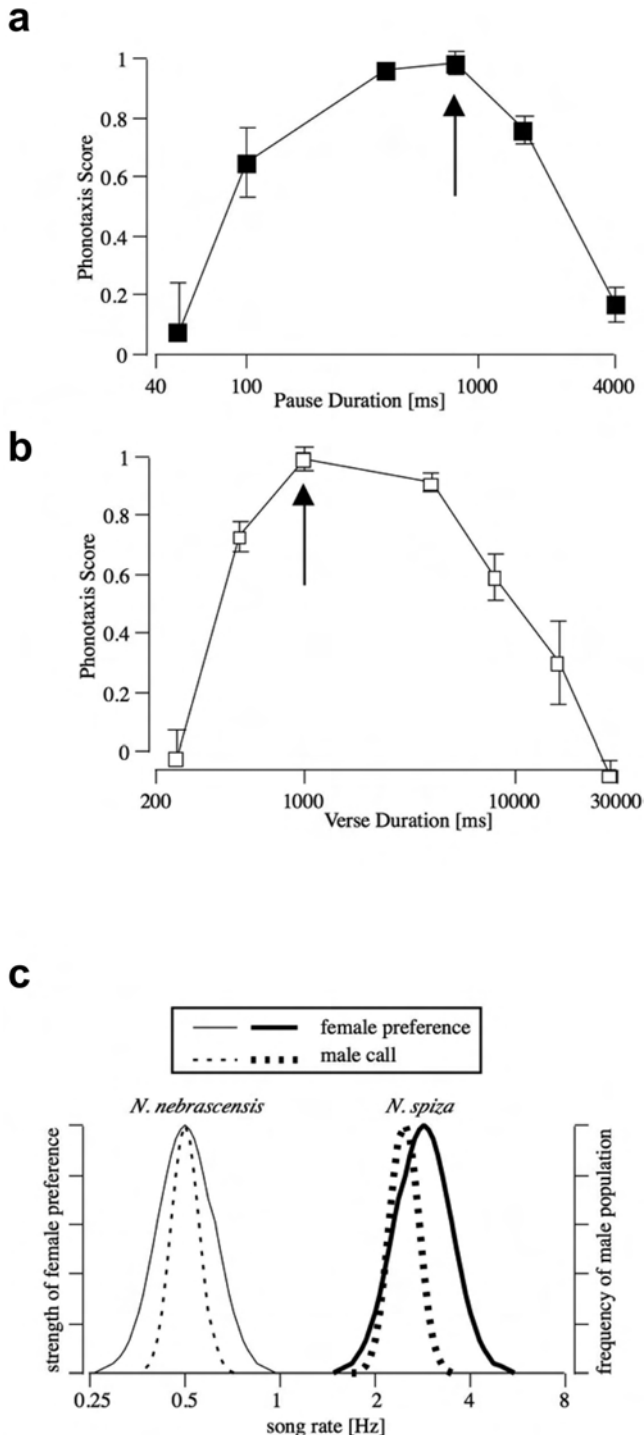 a
1
0.8
0.6
0.4
0.2
0
Phonotaxis Score
40 100 1000 4000
Pause Duration [ms]
b
1
0.8
0.6
0.4
0.2
0
Phonotaxis Score
200 1000 10000 30000
Verse Duration [ms]
c
female preference
male call
N. nebrascensis N. spiza
strength of female preference
frequency of male population
0.25 0.5 1 2 4 8
song rate [Hz]